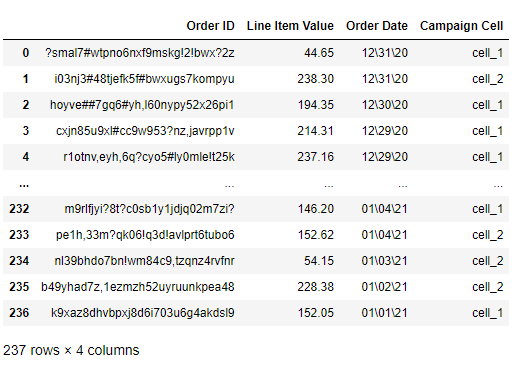 Order ID Line Item Value Order Date Campaign Cell
0 ?smal7#wtpno6nxf9mskg!2!bwx?2z 44.65 12\31\20 cell_1
1 i03nj3#48tjefk5f#bwxugs7kompyu 238.30 12\31\20 cell_2
2 hoyve##7gq6#yh,l60nypy52x26pi1 194.35 12\30\20 cell_1
3 cxjn85u9xl#cc9w953?nz,javrpp1v 214.31 12\29\20 cell_1
4 r1otnv,eyh,6q?cyo5#ly0mle!t25k 237.16 12\29\20 cell_1
... ... ... ... ...
232 m9rlfjyi?8t?c0sb1y1jdjq02m7zi? 146.20 01\04\21 cell_1
233 pe1h,33m?qk06!q3d!avlprt6tubo6 152.62 01\04\21 cell_2
234 nl39bhdo7bn!wm84c9,tzqnz4rvfnr 54.15 01\03\21 cell_2
235 b49yhad7z,1ezmzh52uyruunkpea48 228.38 01\02\21 cell_2
236 k9xaz8dhvbpxj8d6i703u6g4akdsl9 152.05 01\01\21 cell_1
237 rows × 4 columns